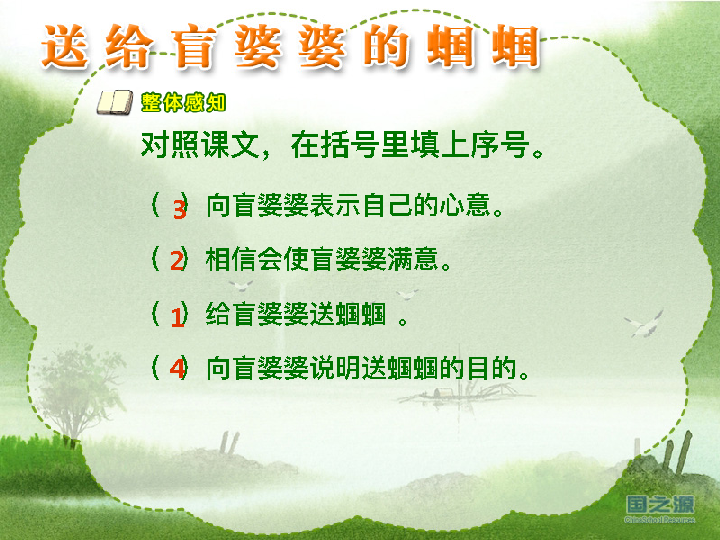 送给盲婆婆的蝈蝈
整体感知
对照课文，在括号里填上序号。
（3）向盲婆婆表示自己的心意。
（2）相信会使盲婆婆满意。
（1）给盲婆婆送蝈蝈 。
（4）向盲婆婆说明送蝈蝈的目的。
国之源
ChinaSchool Resources